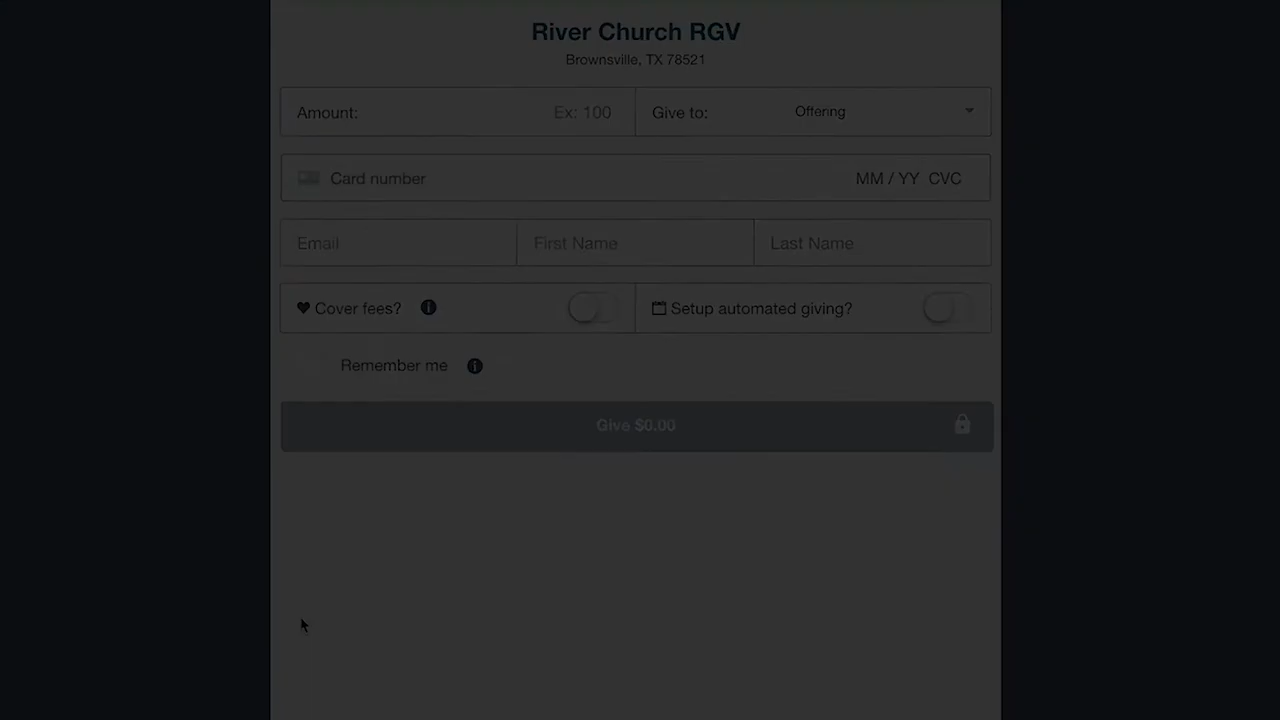 River Church RGV
Brownsville, TX 78521
Amount: Ex: 100 Give to: Offering
Card number MM / YY CVC
Email First Name Last Name
Cover fees? Setup automated giving?
Remember me
Give $0.00